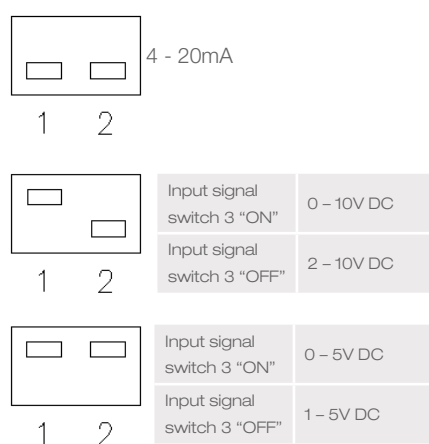 4 - 20mA
1 2
Input signal
switch 3 “ON”
0 – 10V DC
Input signal
switch 3 “OFF”
2 – 10V DC
1 2
Input signal
switch 3 “ON”
0 – 5V DC
Input signal
switch 3 “OFF”
1 – 5V DC
1 2